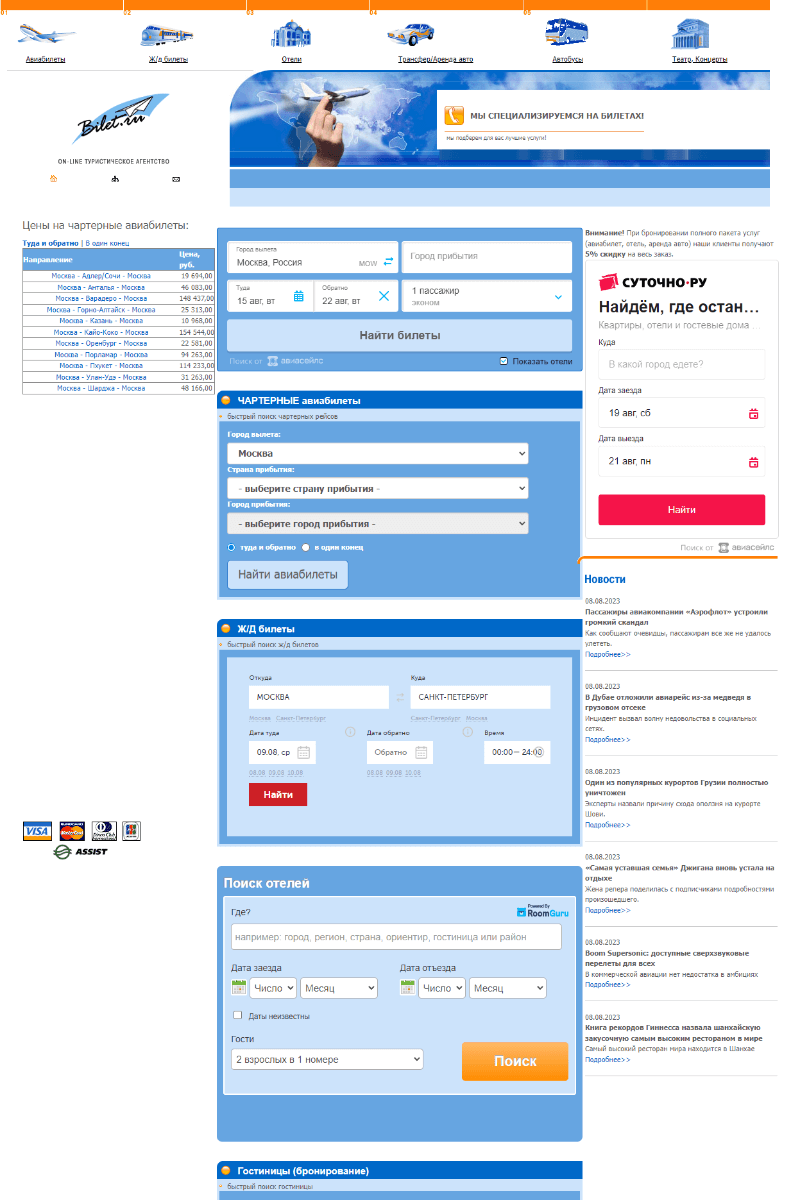 01
02
03
04
05
Авиабилеты
Ж/д билеты
Отели
Трансфер/Аренда авто
Автобусы
Театр, Концерты
Bilet.ru
ON-LINE ТУРИСТИЧЕСКОЕ АГЕНТСТВО
МЫ СПЕЦИАЛИЗИРУЕМСЯ НА БИЛЕТАХ!
мы подберем для вас лучшие услуги!
Цены на чартерные авиабилеты:
Туда и обратно | В один конец
Направление Цена, руб.
Москва - Адлер/Сочи - Москва 19 694,00
Москва - Анталья - Москва 46 083,00
Москва - Варадеро - Москва 148 437,00
Москва - Горно-Алтайск - Москва 25 313,00
Москва - Казань - Москва 10 968,00
Москва - Кайо-Коко - Москва 154 544,00
Москва - Оренбург - Москва 22 581,00
Москва - Порламар - Москва 94 263,00
Москва - Пхукет - Москва 114 233,00
Москва - Улан-Удэ - Москва 31 263,00
Москва - Шарджа - Москва 48 166,00
VISA
MasterCard
ASSIST
Город вылета
Москва, Россия MOW
Город прибытия
Туда
15 авг, вт
Обратно
22 авг, вт
1 пассажир
эконом
Найти билеты
Поиск от авиасейлс
Показать отели
ЧАРТЕРНЫЕ авиабилеты
быстрый поиск чартерных рейсов
Город вылета:
Москва
Страна прибытия:
- выберите страну прибытия -
Город прибытия:
- выберите город прибытия -
туда и обратно в один конец
Найти авиабилеты
Ж/Д билеты
быстрый поиск ж/д билетов
Откуда Куда
МОСКВА САНКТ-ПЕТЕРБУРГ
Москва Санкт-Петербург Санкт-Петербург Москва
Дата туда Дата обратно Время
09.08, ср Обратно 00:00— 24:00
08.08 09.08 10.08 08.08 09.08 10.08
Найти
Поиск отелей
Где?
Powered By
RoomGuru
например: город, регион, страна, ориентир, гостиница или район
Дата заезда Дата отъезда
Число Месяц Число Месяц
Даты неизвестны
Гости
2 взрослых в 1 номере
Поиск
Гостиницы (бронирование)
быстрый поиск гостиницы
Внимание! При бронировании полного пакета услуг
(авиабилет, отель, аренда авто) наши клиенты получают
5% скидку на весь заказ.
СУТОЧНО•РУ
Найдём, где остан...
Квартиры, отели и гостевые дома ...
Куда
В какой город едете?
Дата заезда
19 авг, сб
Дата выезда
21 авг, пн
Найти
Поиск от авиасейлс
Новости
08.08.2023
Пассажиры авиакомпании «Аэрофлот» устроили
громкий скандал
Как сообщают очевидцы, пассажирам все же не удалось
улететь.
Подробнее>>
08.08.2023
В Дубае отложили авиарейс из-за медведя в
грузовом отсеке
Инцидент вызвал волну недовольства в социальных
сетях.
Подробнее>>
08.08.2023
Один из популярных курортов Грузии полностью
уничтожен
Эксперты назвали причину схода оползня на курорте
Шови.
Подробнее>>
08.08.2023
«Самая уставшая семья» Джигана вновь устала на
отдыхе
Жена репера поделилась с подписчиками подробностями
произошедшего.
Подробнее>>
08.08.2023
Boom Supersonic: доступные сверхзвуковые
перелеты для всех
В коммерческой авиации нет недостатка в амбициях
Подробнее>>
08.08.2023
Книга рекордов Гиннесса назвала шанхайскую
закусочную самым высоким рестораном в мире
Самый высокий ресторан мира находится в Шанхае
Подробнее>>